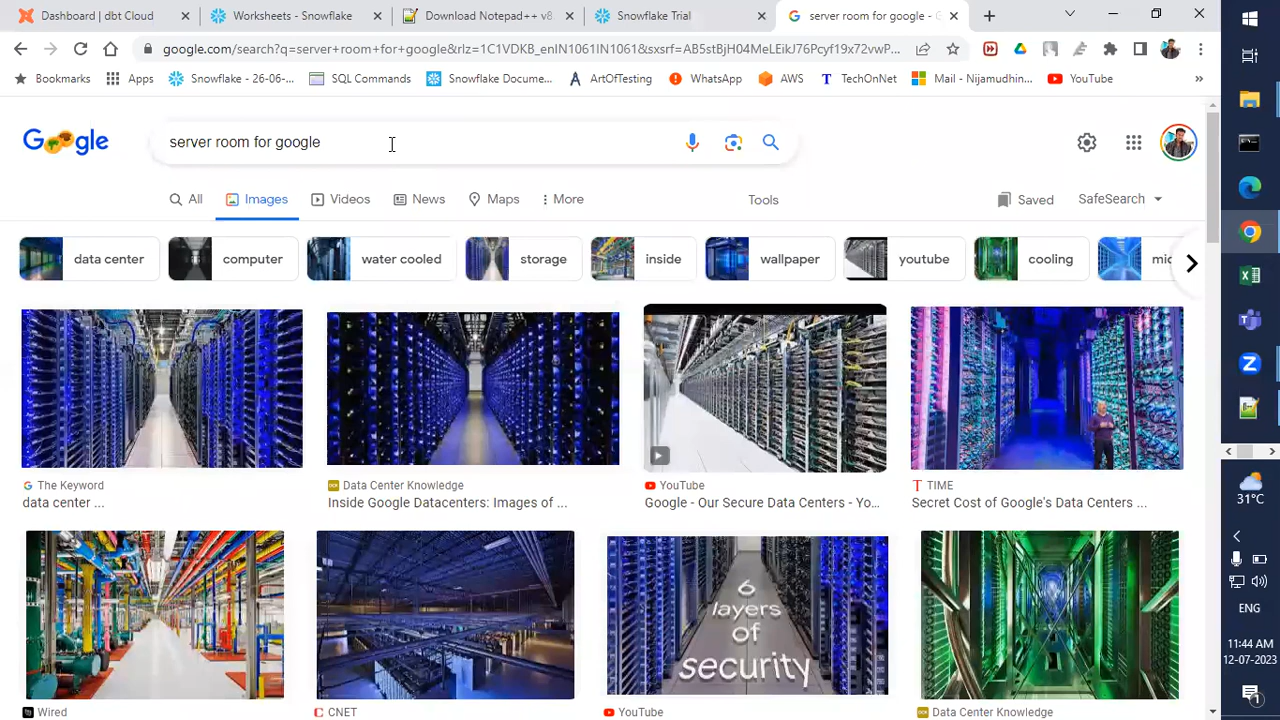 Dashboard | dbt Cloud
Worksheets - Snowflake
Download Notepad++ v
Snowflake Trial
server room for google -
google.com/search?q=server+room+for+google&rlz=1C1VDKB_enIN1061IN1061&sxsrf=AB5stBjH04MeLEikJ76Pcyf19x72vwP...
Bookmarks
Apps
Snowflake - 26-06-...
SQL Commands
Snowflake Docume...
ArtOfTesting
WhatsApp
AWS
TechOnNet
Mail - Nijamudhin...
YouTube
»
Google
server room for google
All
Images
Videos
News
Maps
More
Tools
Saved
SafeSearch
data center
computer
water cooled
storage
inside
wallpaper
youtube
cooling
mic
The Keyword
data center ...
Data Center Knowledge
Inside Google Datacenters: Images of ...
YouTube
Google - Our Secure Data Centers - Yo...
TIME
Secret Cost of Google's Data Centers ...
6
layers
of
security
Wired
CNET
YouTube
Data Center Knowledge
31°C
ENG
11:44 AM
12-07-2023
1